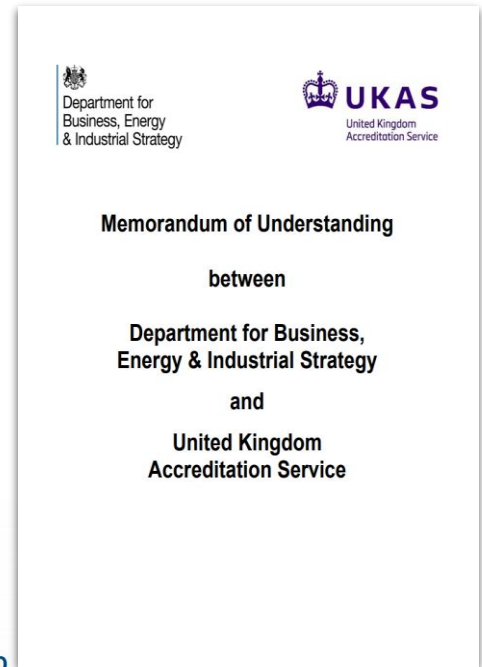 Department for
Business, Energy
& Industrial Strategy
UKAS
United Kingdom
Accreditation Service
Memorandum of Understanding
between
Department for Business,
Energy & Industrial Strategy
and
United Kingdom
Accreditation Service